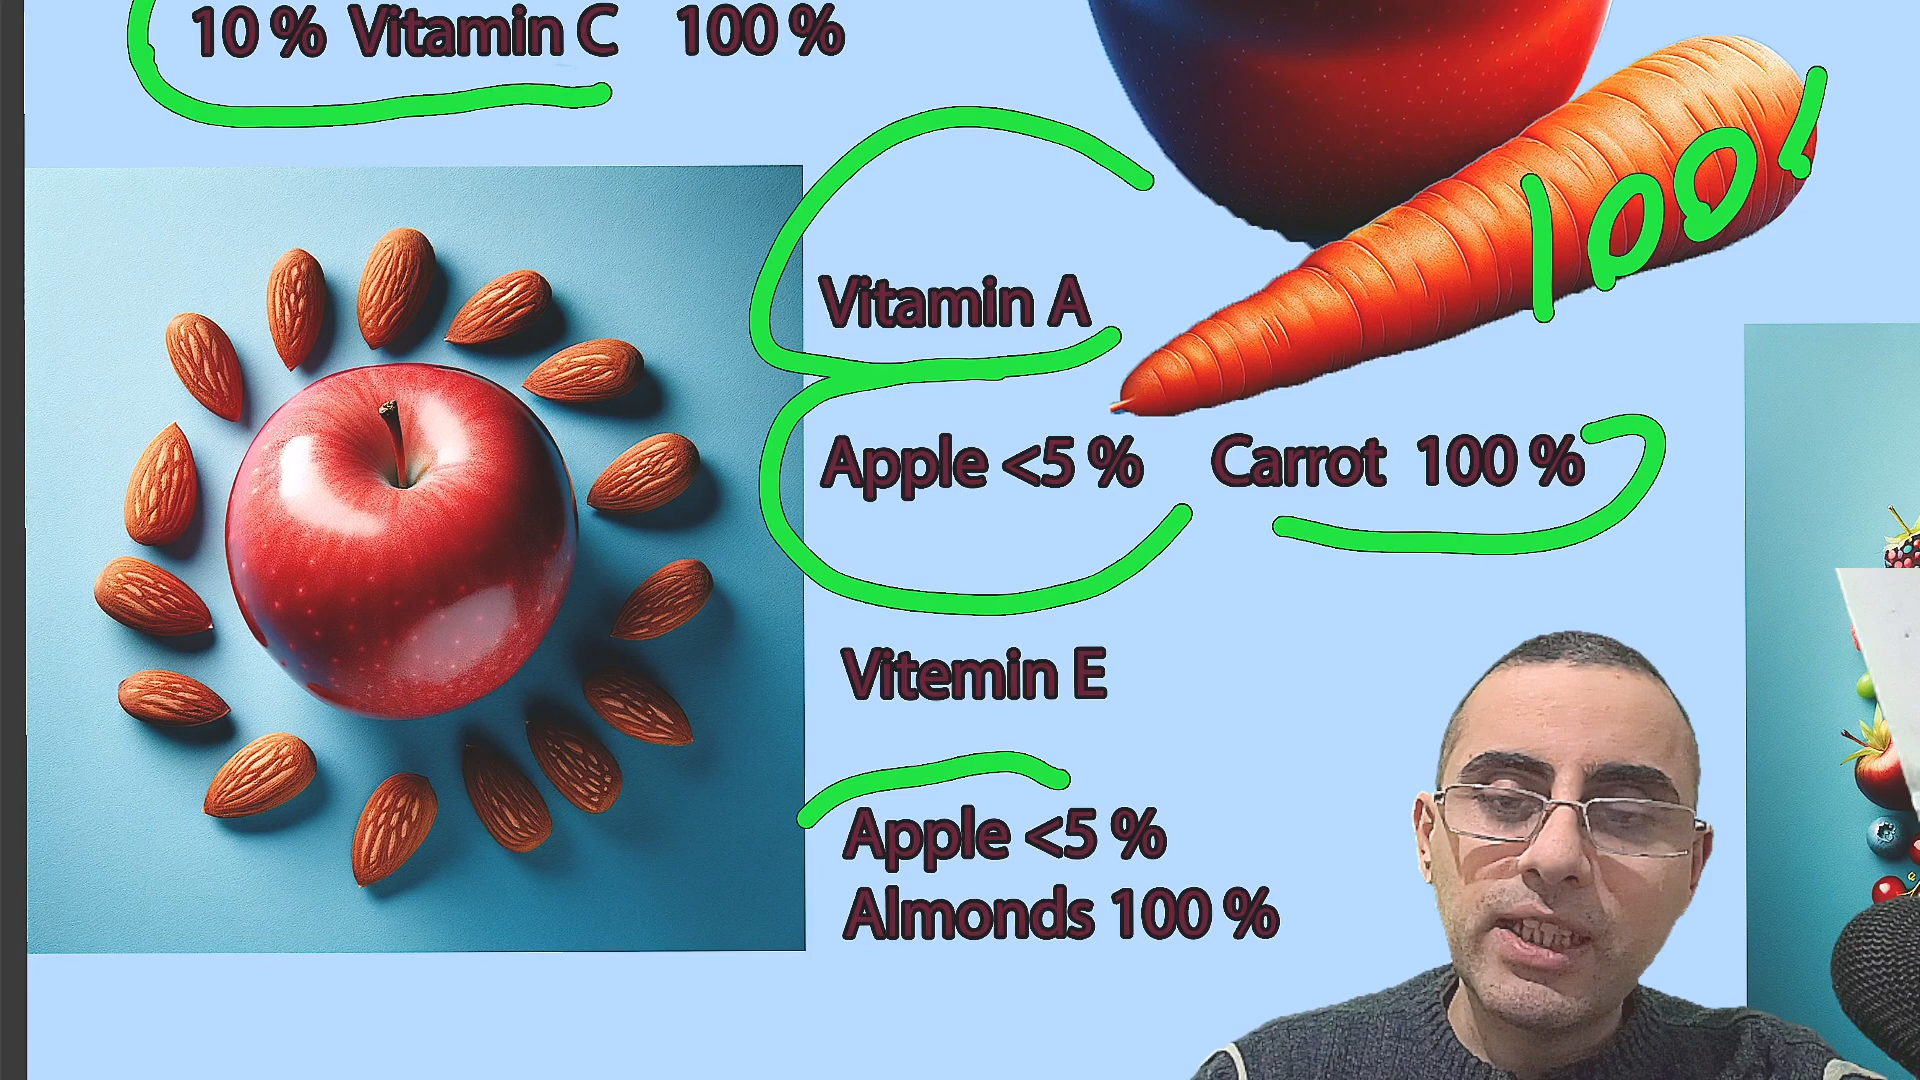 10 % Vitamin C 100 %
100%
Vitamin A
Apple <5 % Carrot 100 %
Vitemin E
Apple <5 %
Almonds 100 %